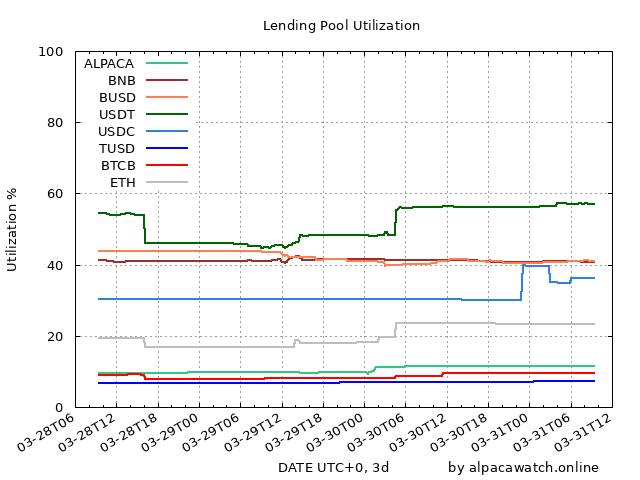 Lending Pool Utilization
Utilization %
100
80
60
40
20
0
ALPACA
BNB
BUSD
USDT
USDC
TUSD
BTCB
ETH
03-28T06
03-28T12
03-28T18
03-29T00
03-29T06
03-29T12
03-29T18
03-30T00
03-30T06
03-30T12
03-30T18
03-31T00
03-31T06
03-31T12
DATE UTC+0, 3d
by alpacawatch.online